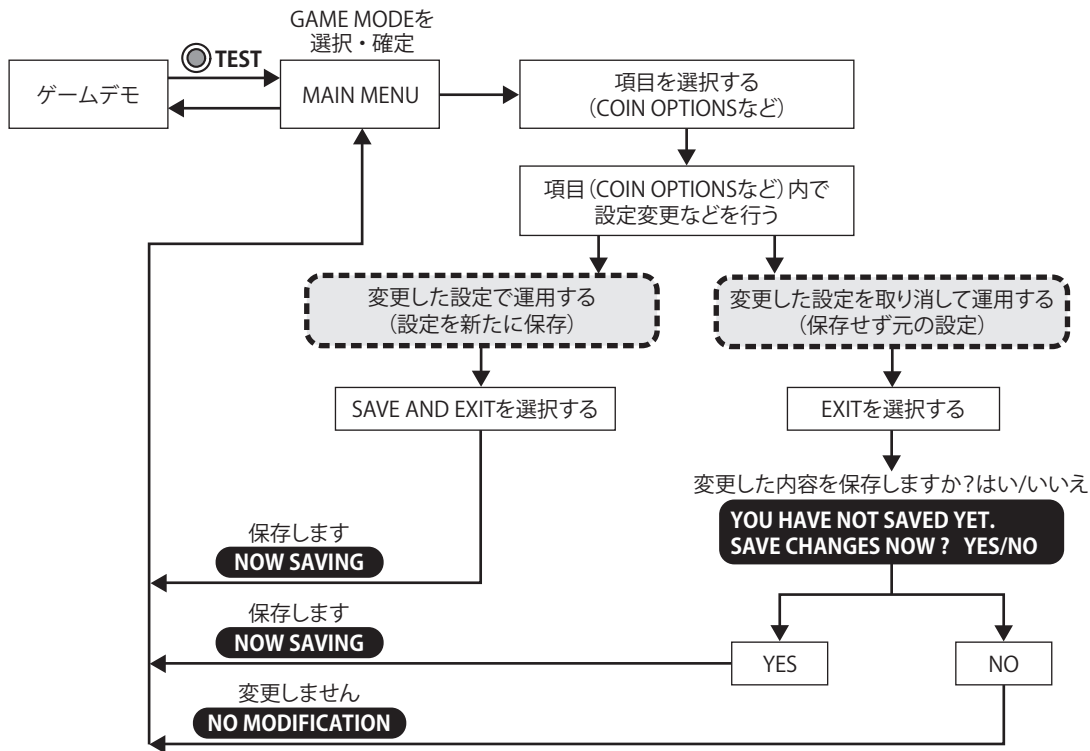 GAME MODEを
選択・確定
TEST
ゲームデモ
MAIN MENU
項目を選択する
(COIN OPTIONSなど)
項目(COIN OPTIONSなど)内で
設定変更などを行う
変更した設定で運用する
(設定を新たに保存)
変更した設定を取り消して運用する
(保存せず元の設定)
SAVE AND EXITを選択する
EXITを選択する
変更した内容を保存しますか?はい/いいえ
YOU HAVE NOT SAVED YET.
SAVE CHANGES NOW ? YES/NO
保存します
NOW SAVING
保存します
NOW SAVING
YES
NO
変更しません
NO MODIFICATION